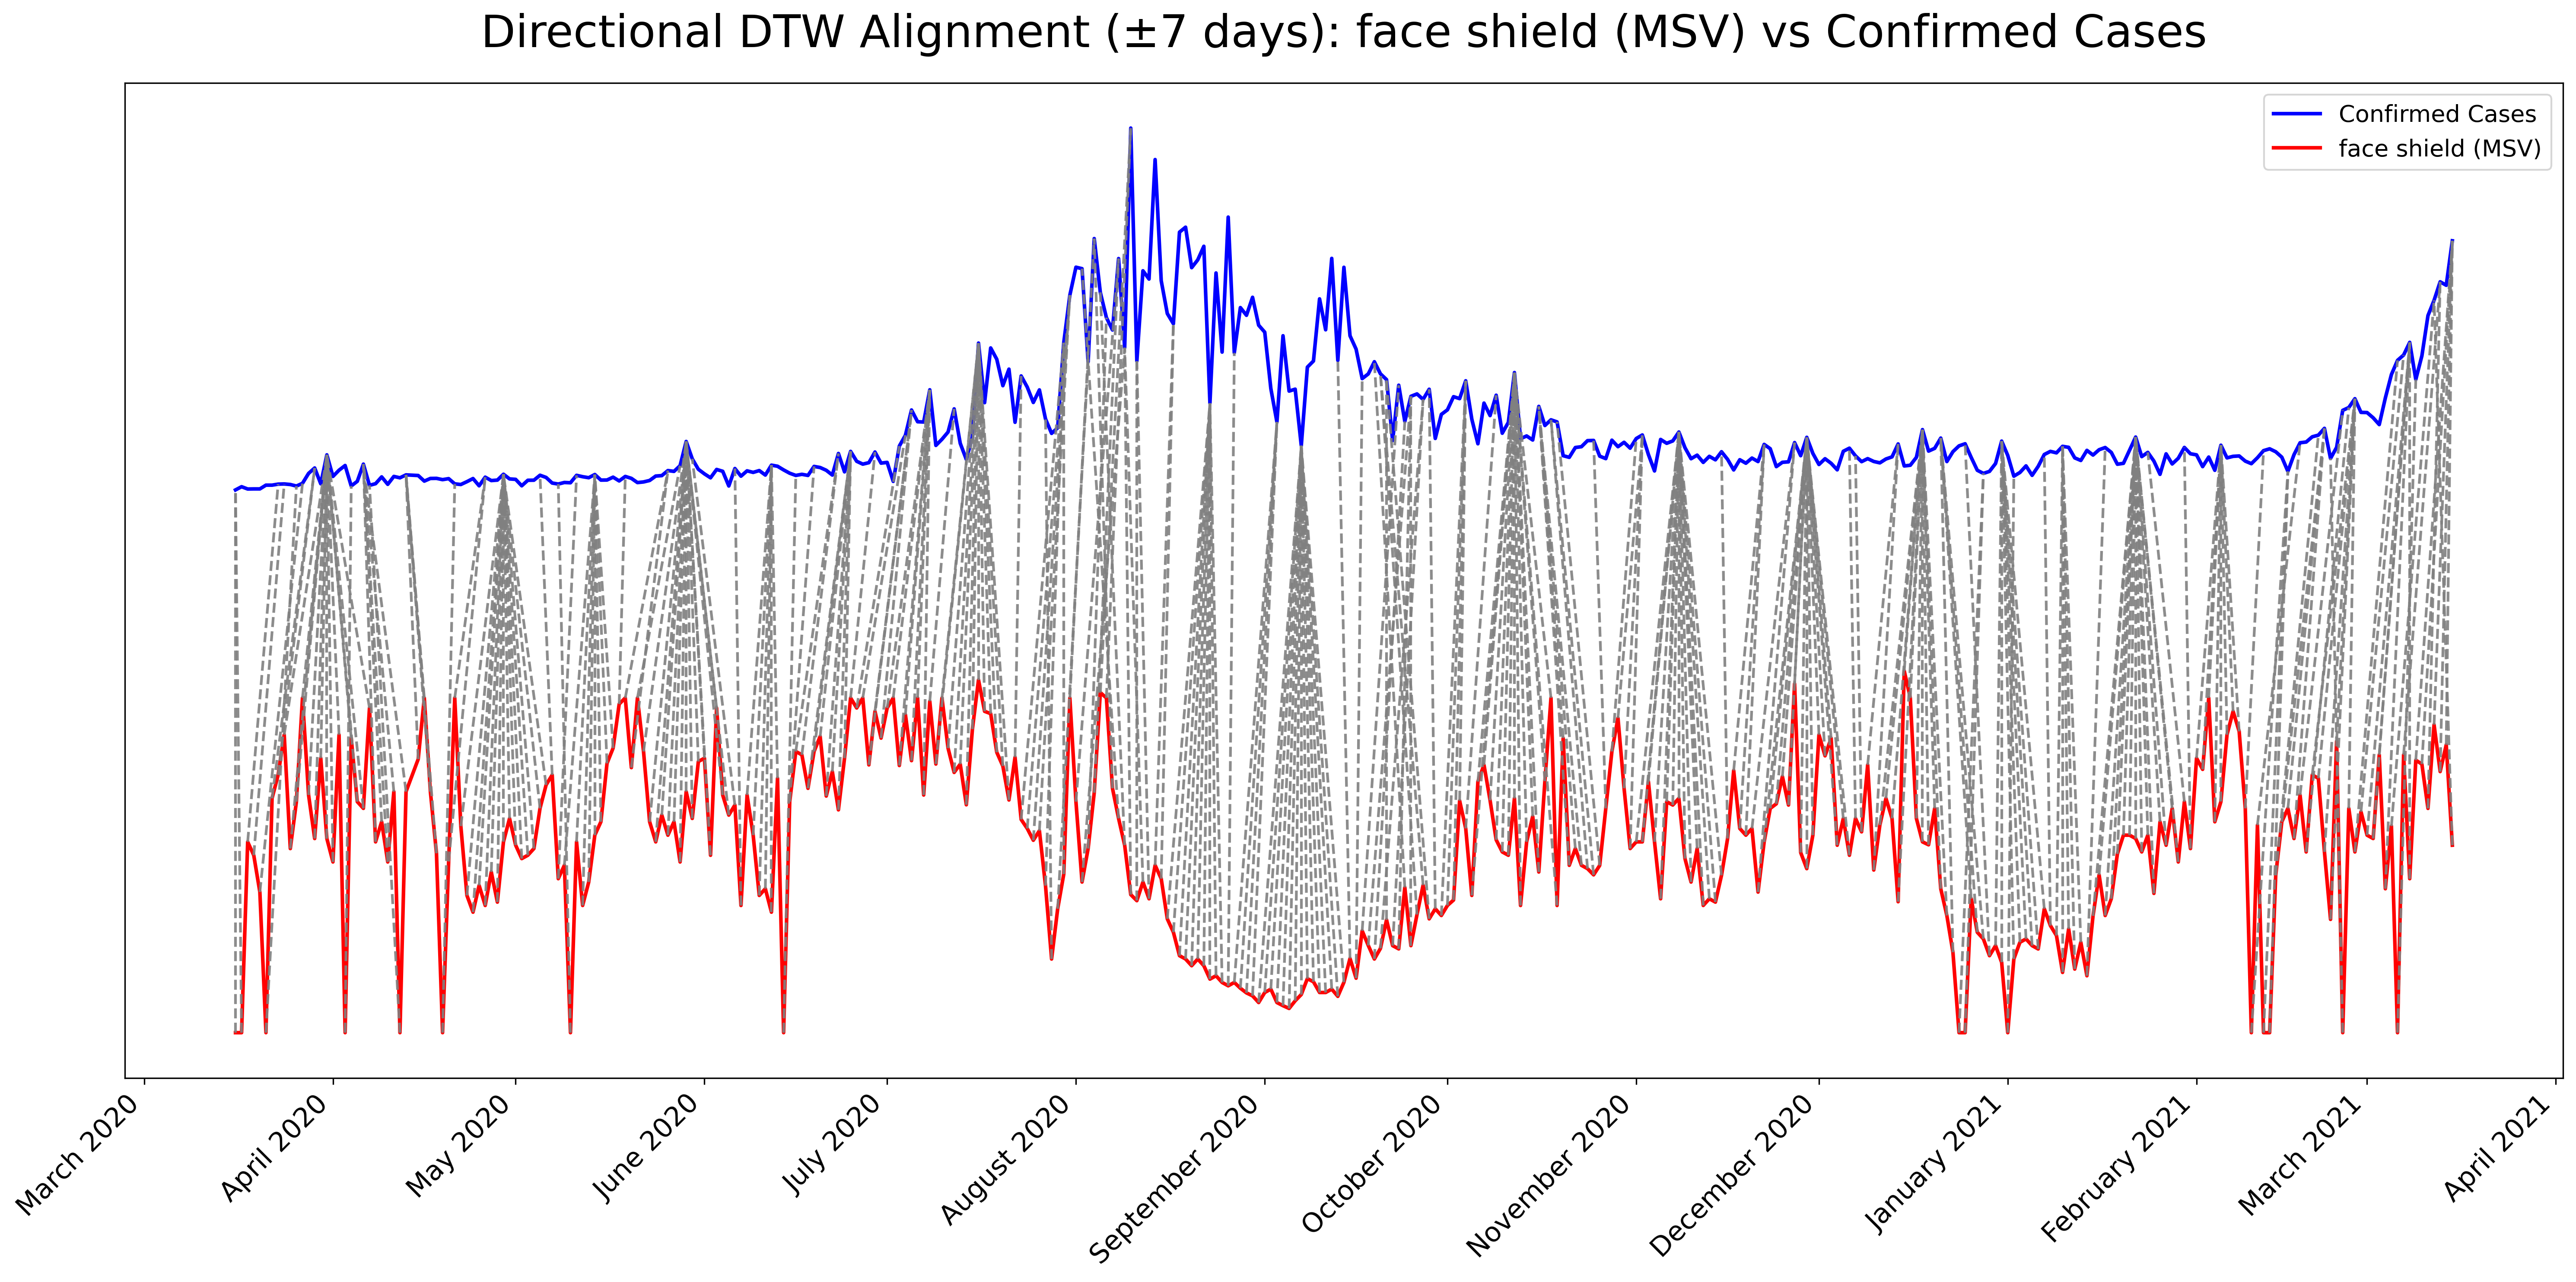 Directional DTW Alignment (±7 days): face shield (MSV) vs Confirmed Cases
Confirmed Cases
face shield (MSV)
March 2020
April 2020
May 2020
June 2020
July 2020
August 2020
September 2020
October 2020
November 2020
December 2020
January 2021
February 2021
March 2021
April 2021